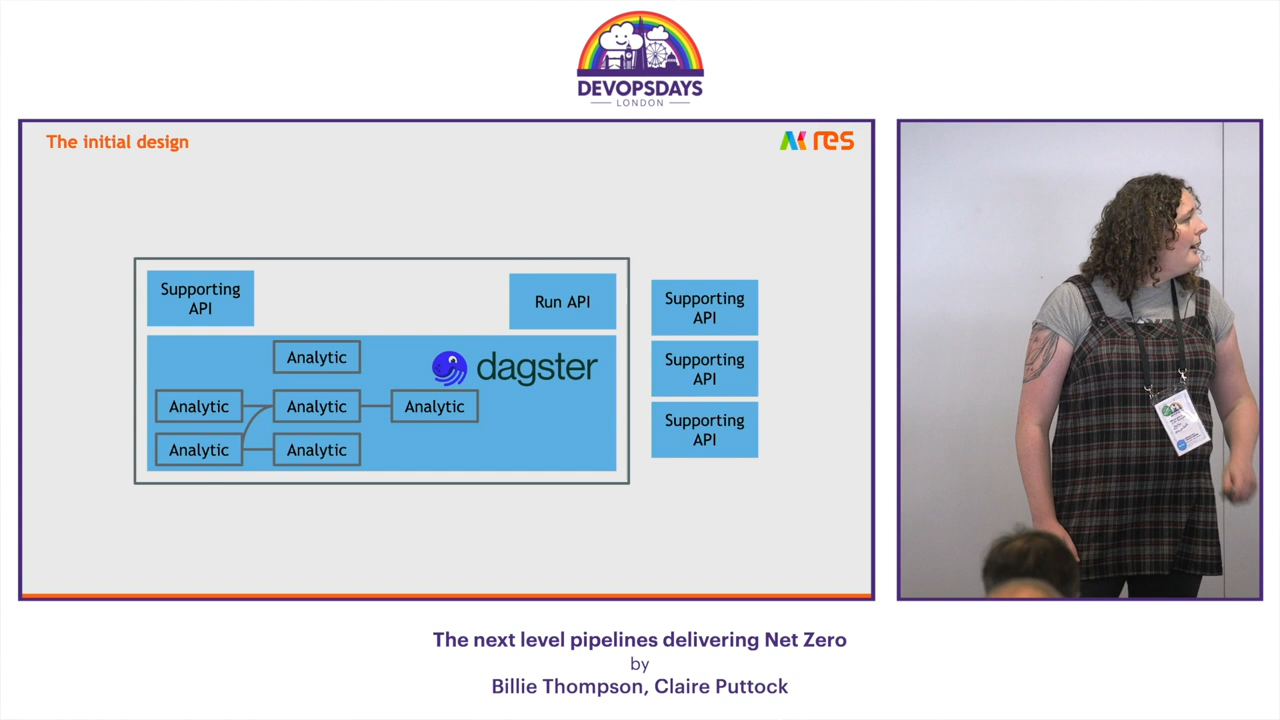 DEVOPSDAYS
LONDON
The initial design
res
Supporting
API
Run API
Supporting
API
Analytic
dagster
Supporting
API
Analytic
Analytic
Analytic
Analytic
Analytic
Supporting
API
The next level pipelines delivering Net Zero
by
Billie Thompson, Claire Puttock